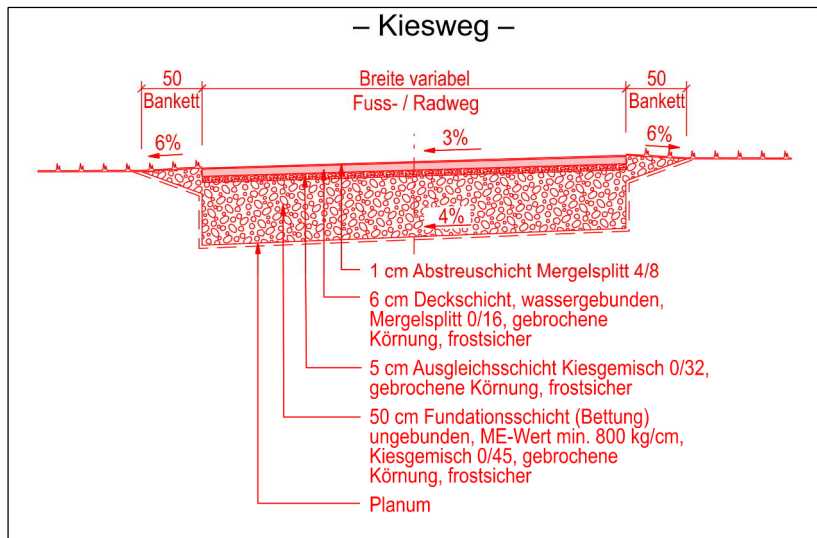 – Kiesweg –
50
Breite variabel
50
Bankett
Fuss- / Radweg
Bankett
6%
3%
6%
4%
1 cm Abstreuschicht Mergelsplitt 4/8
6 cm Deckschicht, wassergebunden,
Mergelsplitt 0/16, gebrochene
Körnung, frostsicher
5 cm Ausgleichsschicht Kiesgemisch 0/32,
gebrochene Körnung, frostsicher
50 cm Fundationsschicht (Bettung)
ungebunden, ME-Wert min. 800 kg/cm,
Kiesgemisch 0/45, gebrochene
Körnung, frostsicher
Planum